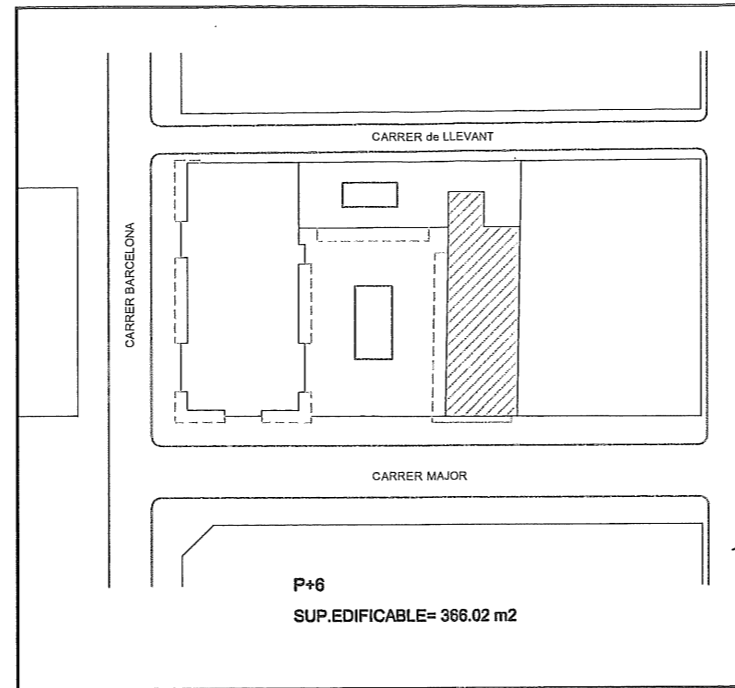 CARRER de LLEVANT
CARRER BARCELONA
CARRER MAJOR
P+6
SUP.EDIFICABLE= 366.02 m2